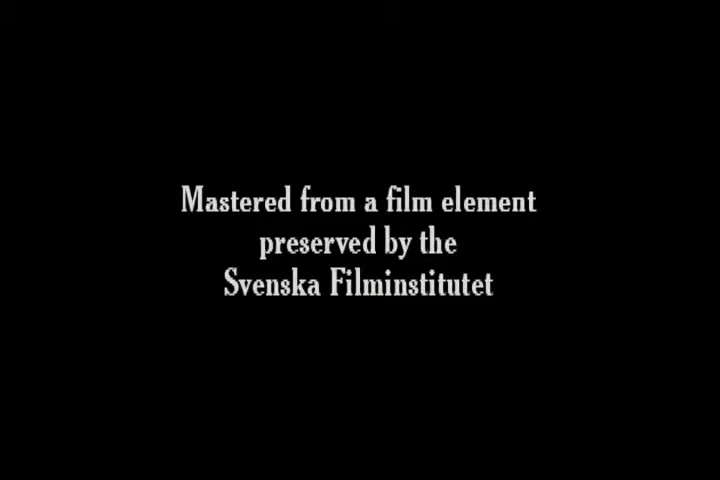 Mastered from a film element
preserved by the
Svenska Filminstitutet